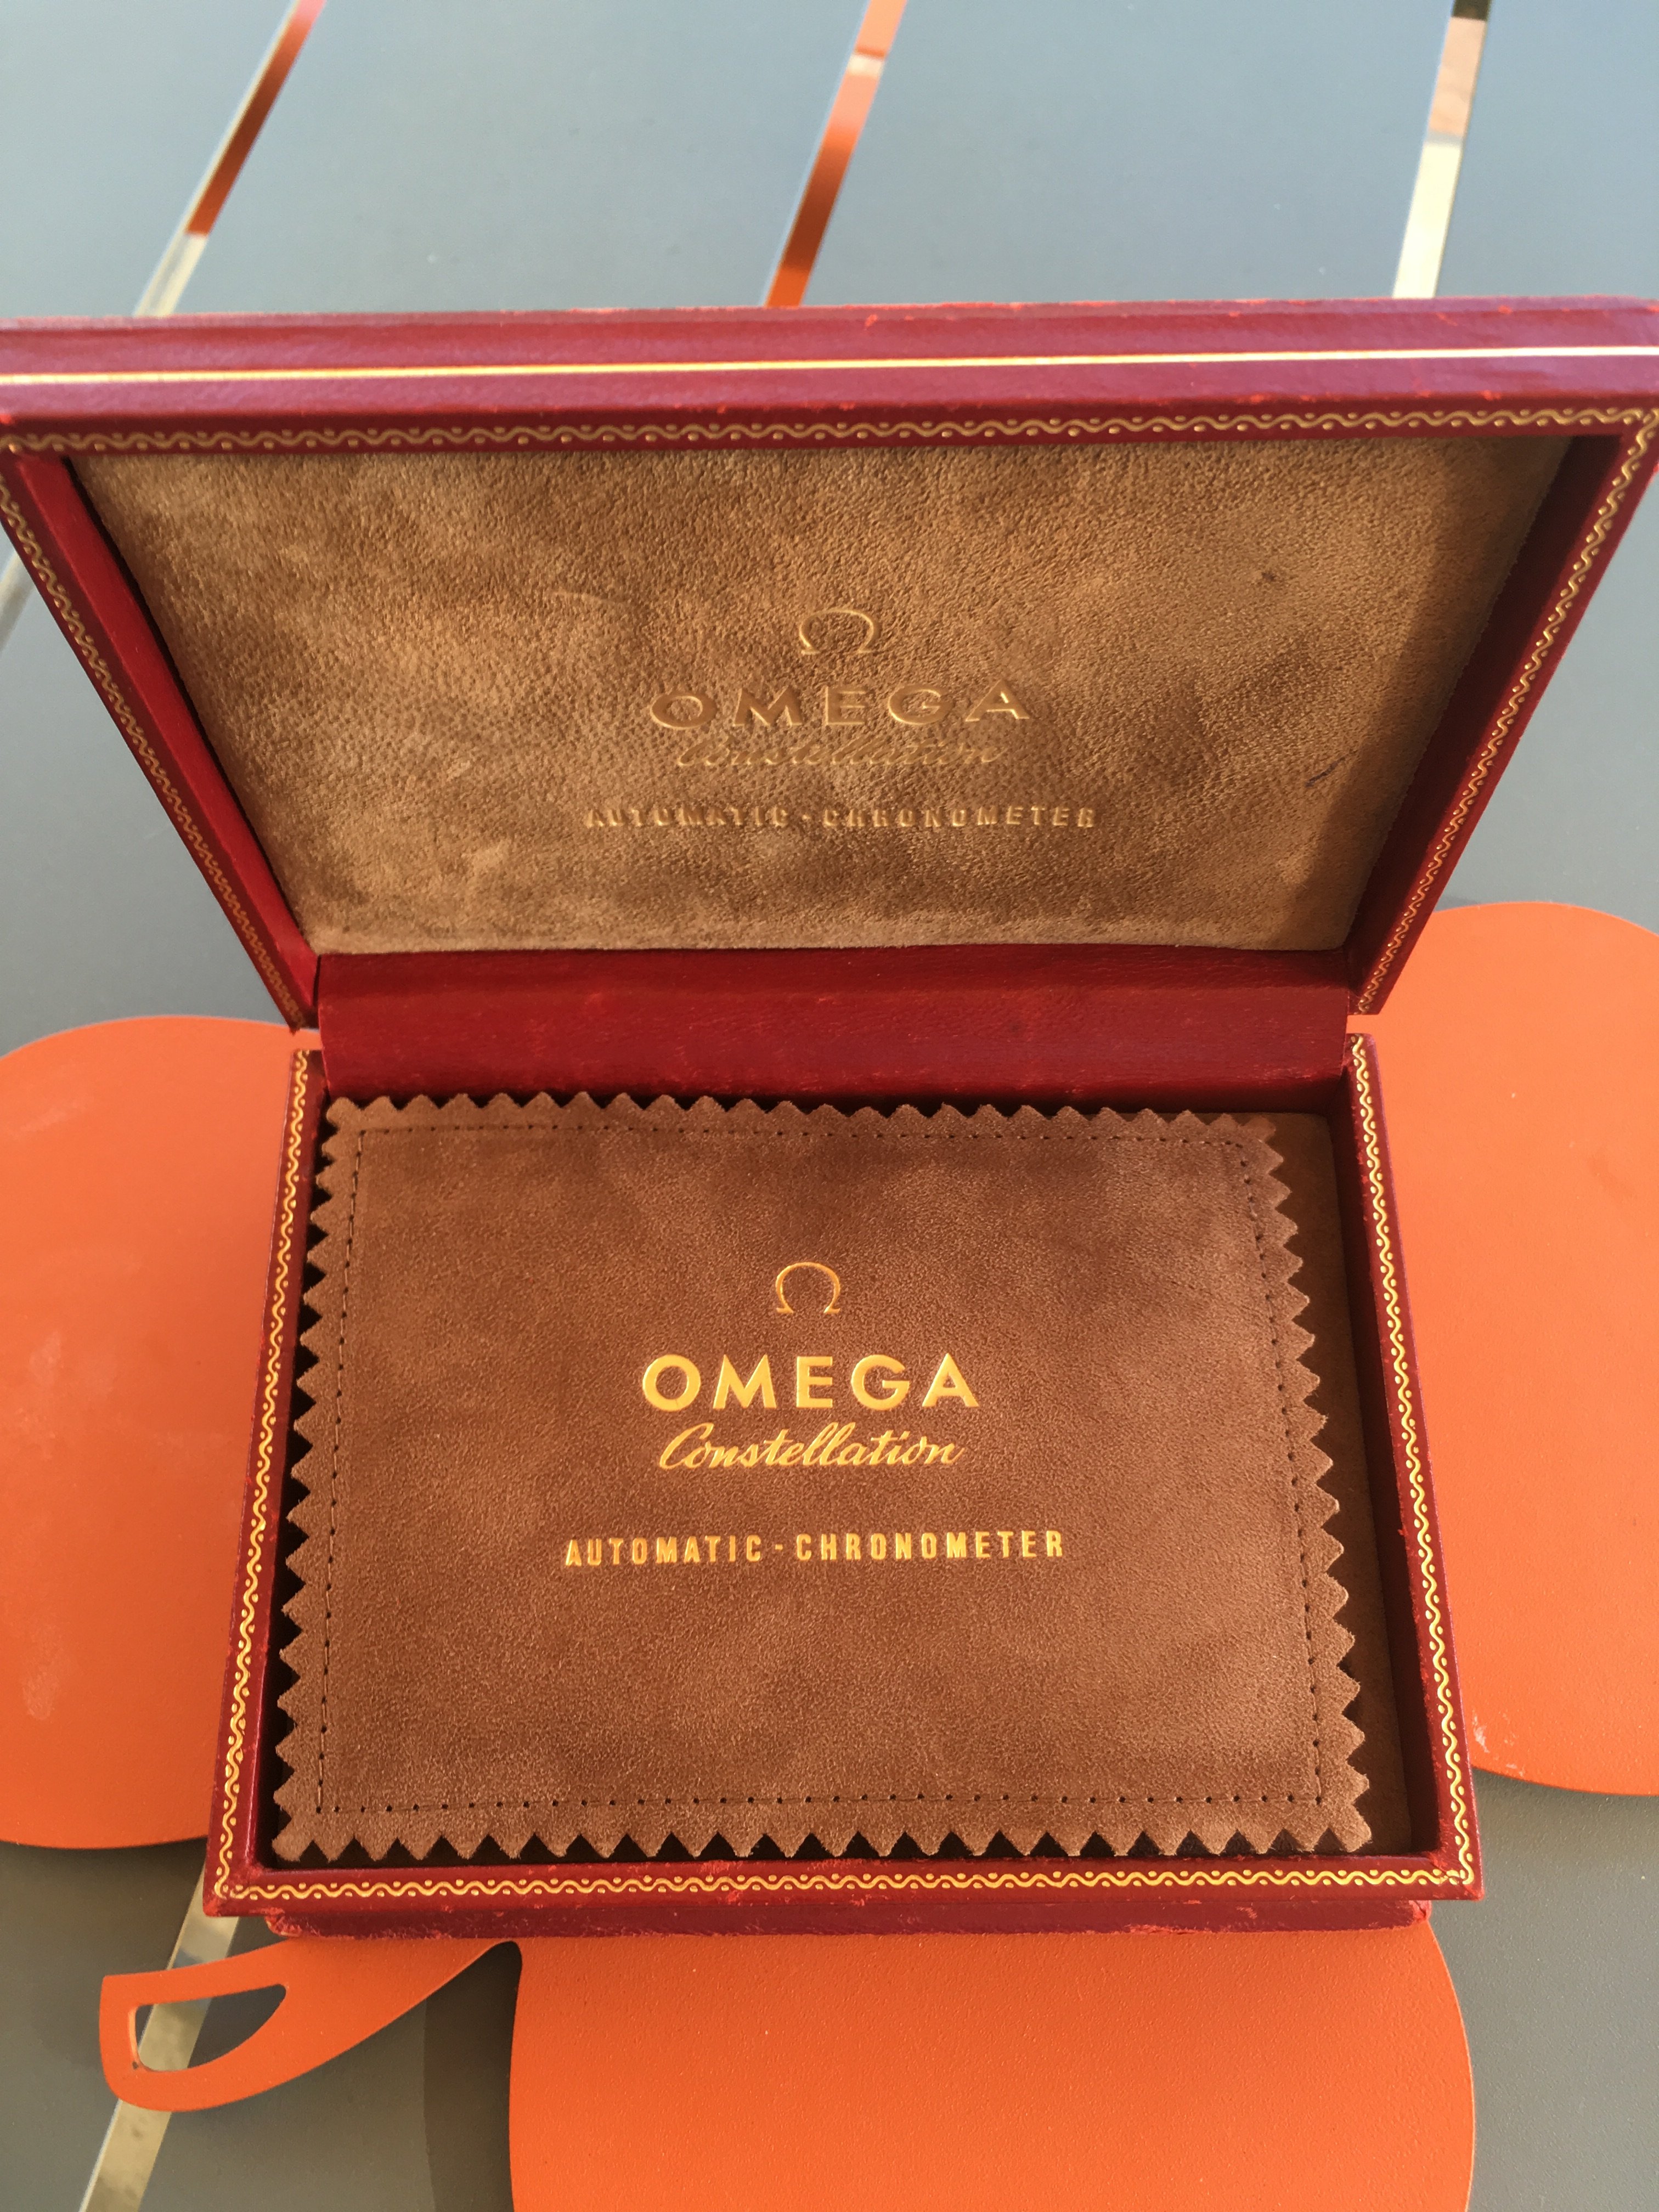 Ω
OMEGA
Constellation
AUTOMATIC - CHRONOMETER
Ω
OMEGA
Constellation
AUTOMATIC - CHRONOMETER